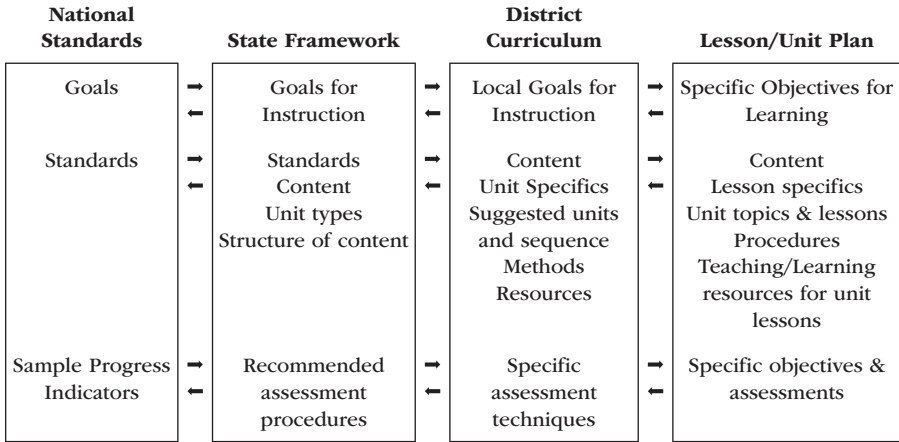 National
Standards
State Framework
District
Curriculum
Lesson/Unit Plan
Goals
→
←
Goals for
Instruction
→
←
Local Goals for
Instruction
→
←
Specific Objectives for
Learning
Standards
→
←
Standards
Content
Unit types
Structure of content
→
←
Content
Unit Specifics
Suggested units
and sequence
Methods
Resources
→
←
Content
Lesson specifics
Unit topics & lessons
Procedures
Teaching/Learning
resources for unit
lessons
Sample Progress
Indicators
→
←
Recommended
assessment
procedures
→
←
Specific
assessment
techniques
→
←
Specific objectives &
assessments